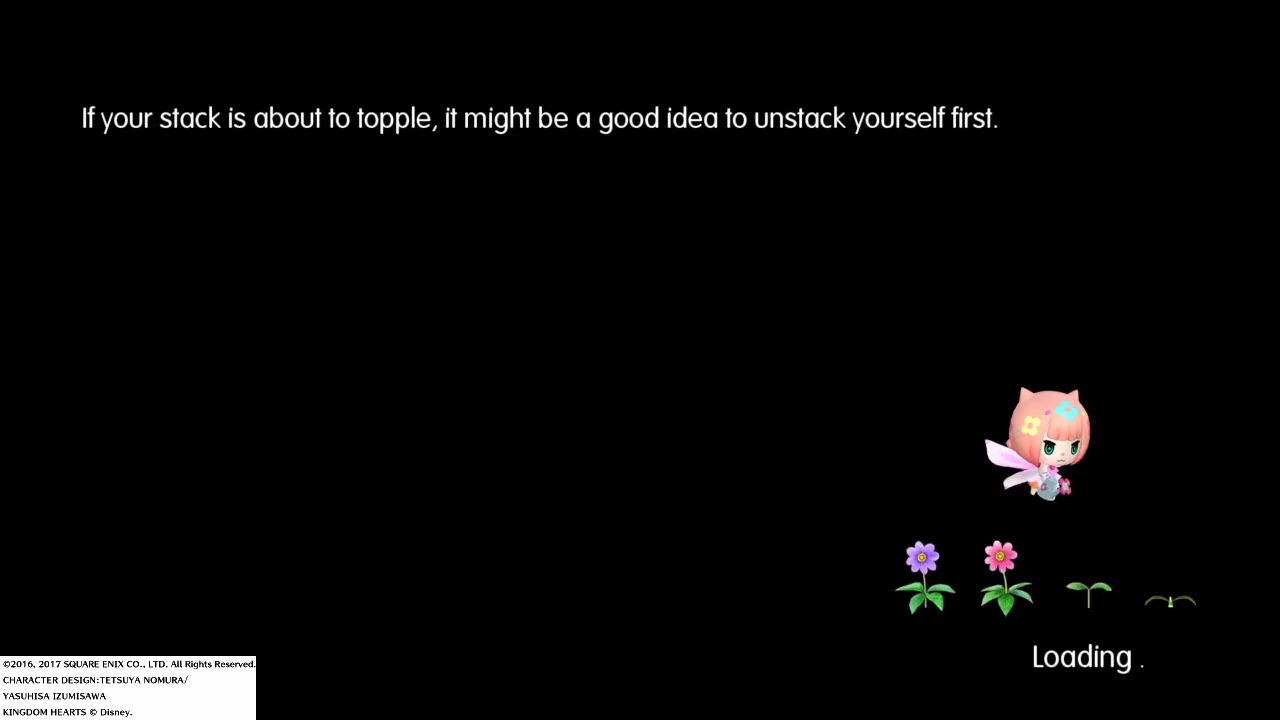 If your stack is about to topple, it might be a good idea to unstack yourself first.
Loading .
©2016, 2017 SQUARE ENIX CO., LTD. All Rights Reserved.
CHARACTER DESIGN:TETSUYA NOMURA/
YASUHISA IZUMISAWA
KINGDOM HEARTS © Disney.